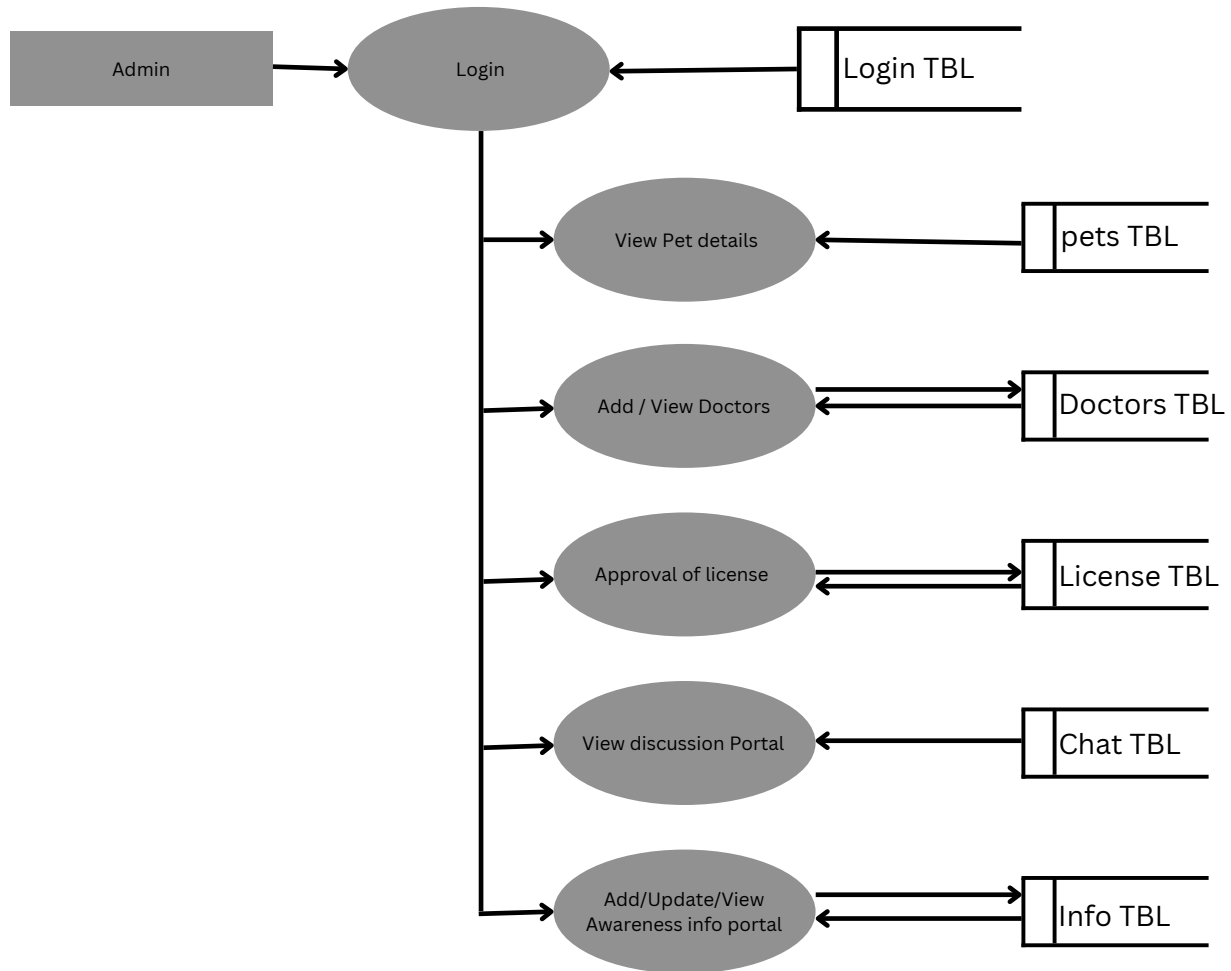 Admin
Login
Login TBL
View Pet details
pets TBL
Add / View Doctors
Doctors TBL
Approval of license
License TBL
View discussion Portal
Chat TBL
Add/Update/View
Awareness info portal
Info TBL